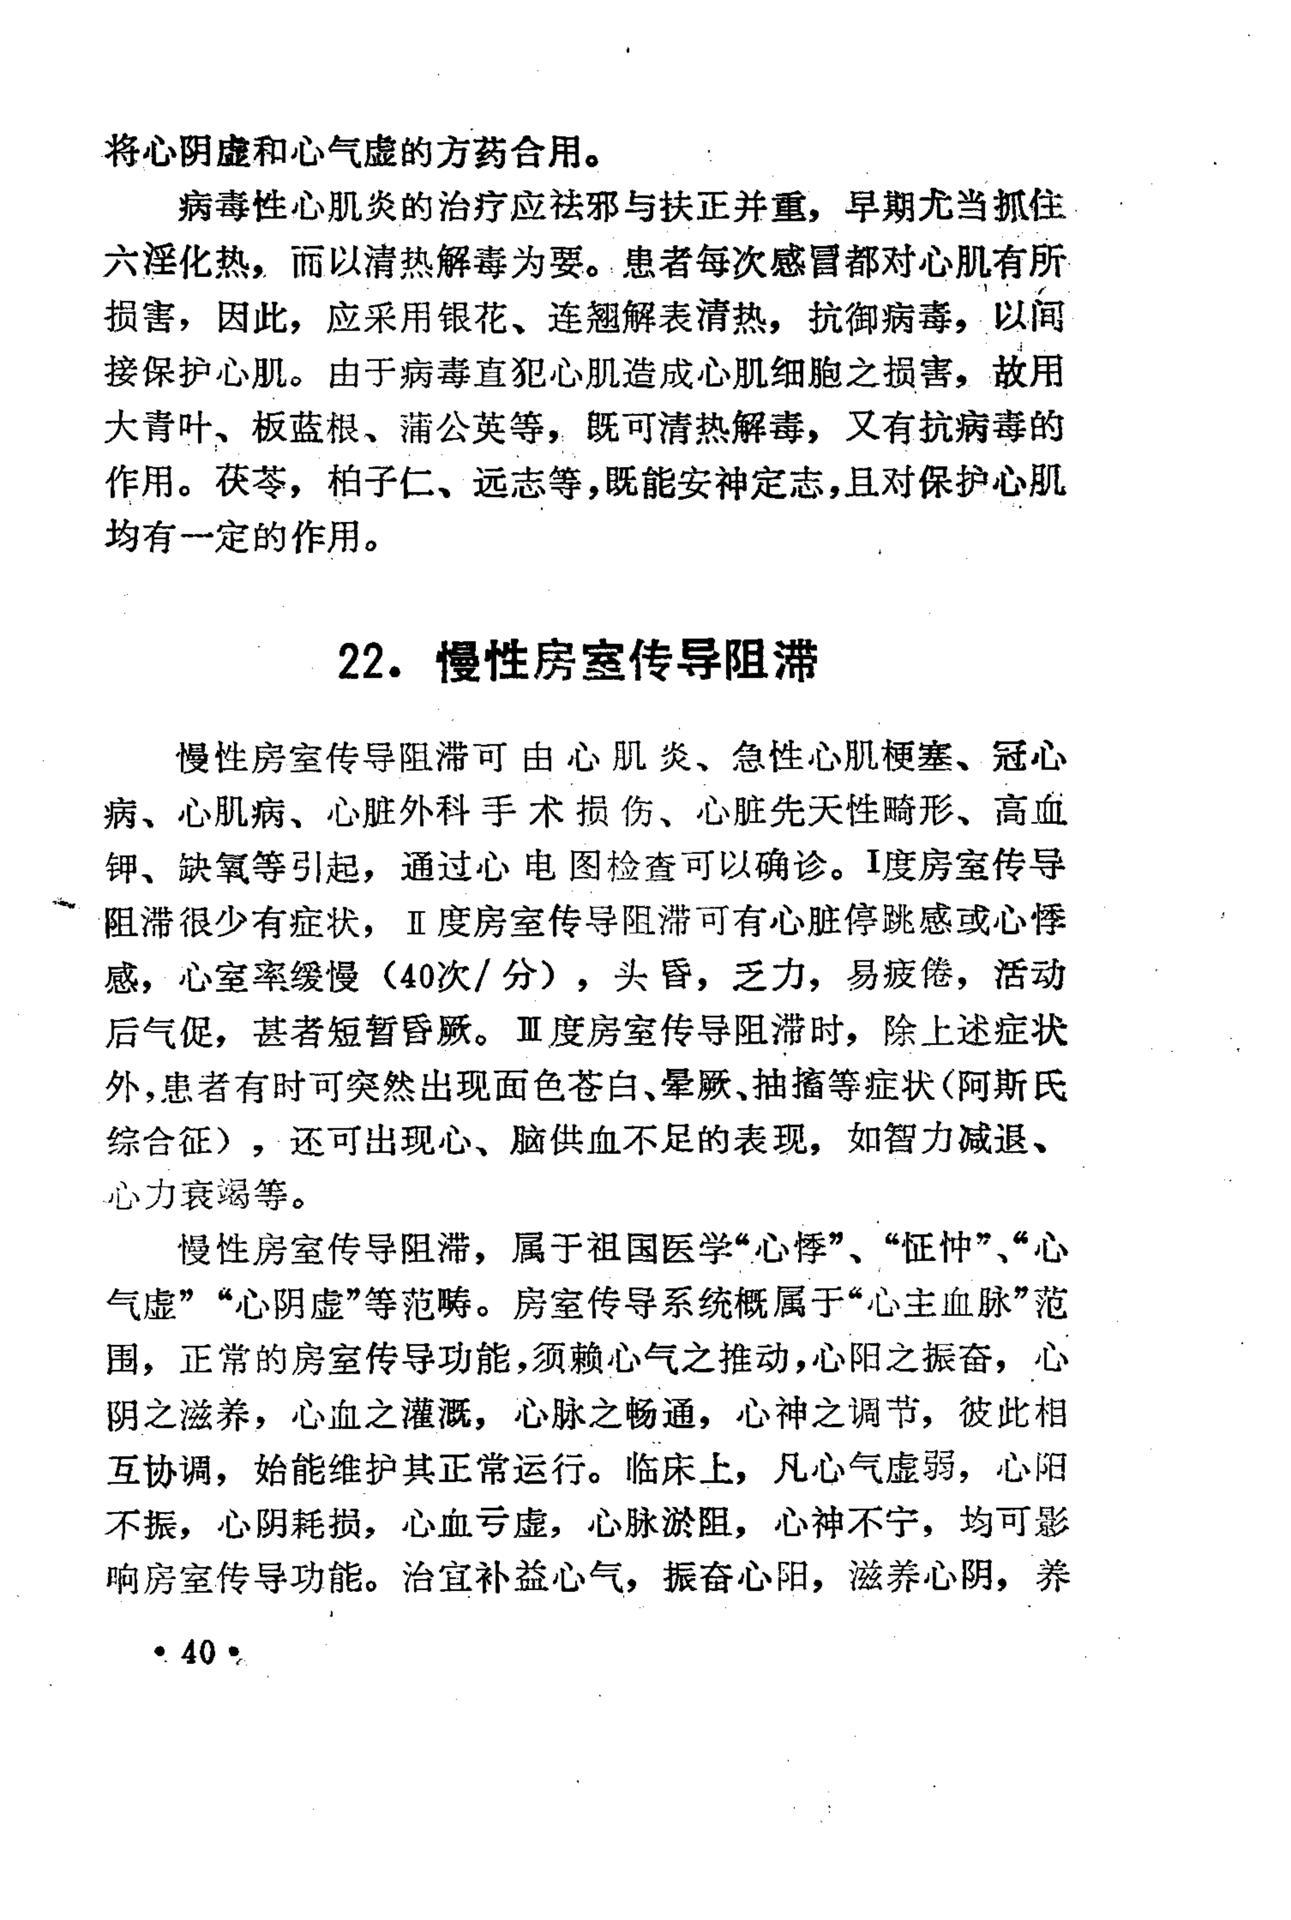 将心阴虚和心气虚的方药合用。
病毒性心肌炎的治疗应祛邪与扶正并重，早期尤当抓住
六淫化热，而以清热解毒为要。患者每次感冒都对心肌有所
损害，因此，应采用银花、连翘解表清热，抗御病毒，以间
接保护心肌。由于病毒直犯心肌造成心肌细胞之损害，故用
大青叶、板蓝根、蒲公英等，既可清热解毒，又有抗病毒的
作用。茯苓，柏子仁、远志等，既能安神定志，且对保护心肌
均有一定的作用。
22．慢性房室传导阻滞
慢性房室传导阻滞可由心肌炎、急性心肌梗塞、冠心
病、心肌病、心脏外科手术损伤、心脏先天性畸形、高血
钾、缺氧等引起，通过心电图检查可以确诊。Ⅰ度房室传导
阻滞很少有症状，Ⅱ度房室传导阻滞可有心脏停跳感或心悸
感，心室率缓慢（40次/分），头昏，乏力，易疲倦，活动
后气促，甚者短暂昏厥。Ⅲ度房室传导阻滞时，除上述症状
外，患者有时可突然出现面色苍白、晕厥、抽搐等症状（阿斯氏
综合征），还可出现心、脑供血不足的表现，如智力减退、
心力衰竭等。
慢性房室传导阻滞，属于祖国医学“心悸”、“怔忡”、“心
气虚”“心阴虚”等范畴。房室传导系统概属于“心主血脉”范
围，正常的房室传导功能，须赖心气之推动，心阳之振奋，心
阴之滋养，心血之灌溉，心脉之畅通，心神之调节，彼此相
互协调，始能维护其正常运行。临床上，凡心气虚弱，心阳
不振，心阴耗损，心血亏虚，心脉淤阻，心神不宁，均可影
响房室传导功能。治宜补益心气，振奋心阳，滋养心阴，养
·40·